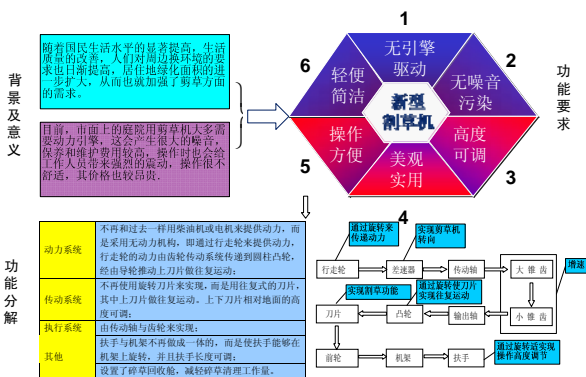 背景及意义
随着国民生活水平的显著提高，生活
质量的改善，人们对周边换环境的要
求也日渐提高，居住地绿化面积的进
一步扩大，从而也就加强了剪草方面
的需求。
目前，市面上的庭院用剪草机大多需
要动力引擎，这会产生很大的噪音，
保养和维护费用较高，操作时也会给
工作人员带来强烈的震动，操作很不
舒适，其价格也较昂贵.
1
无引擎
驱动
2
无噪音
污染
3
高度
可调
4
美观
实用
5
操作
方便
6
轻便
简洁
新型
割草机
功能要求
功能分解
动力系统
不再和过去一样用柴油机或电机来提供动力，而
是采用无动力机构，即通过行走轮来提供动力，
行走轮的动力由齿轮传动系统传递到圆柱凸轮，
经由导轮推动上刀片做往复运动；
传动系统
不再使用旋转刀片来实现，而是用往复式的刀片，
其中上刀片做往复运动。上下刀片相对地面的高
度可调；
执行系统
由传动轴与齿轮来实现；
其他
扶手与机架不再做成一体的，而是使扶手能够在
机架上旋转，并且扶手长度可调；
设置了碎草回收舱，减轻碎草清理工作量。
通过旋转来
传递动力
实现剪草机
转向
行走轮
差速器
传动轴
大锥齿
增速
实现割草功能
通过旋转使刀片
实现往复运动
刀片
凸轮
输出轴
小锥齿
前轮
机架
扶手
通过旋转适实现
操作高度调节